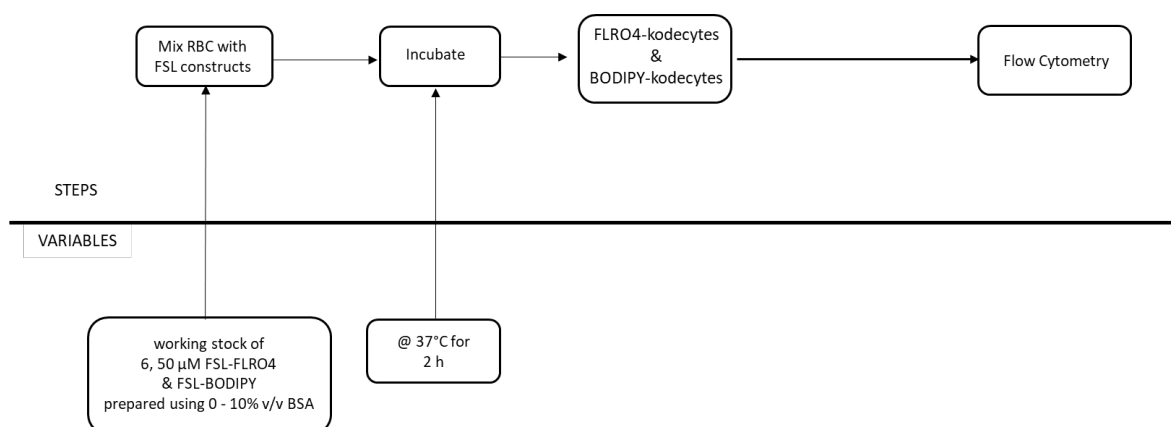 Mix RBC with
FSL constructs
Incubate
FLRO4-kodecytes
&
BODIPY-kodecytes
Flow Cytometry
STEPS
VARIABLES
working stock of
6, 50 µM FSL-FLRO4
& FSL-BODIPY
prepared using 0 - 10% v/v BSA
@ 37°C for
2 h